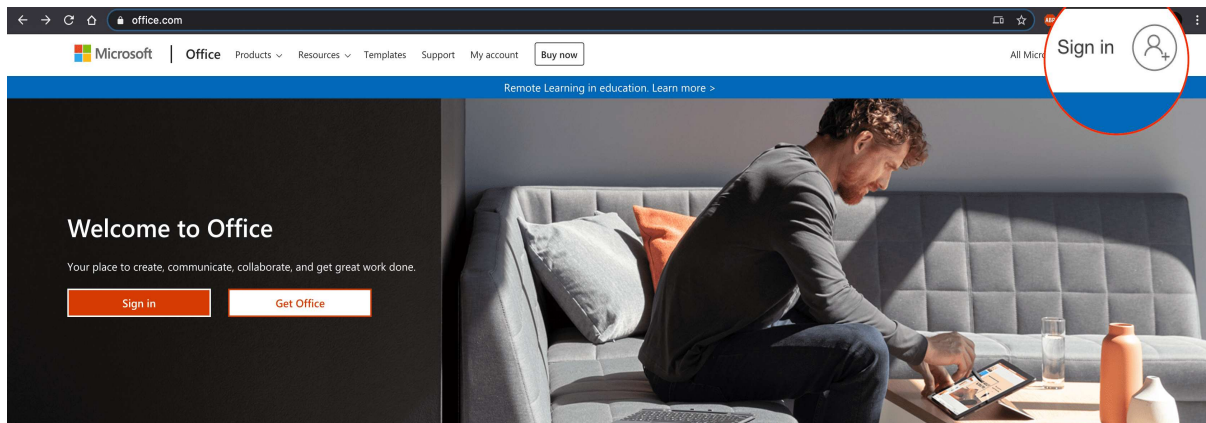 office.com
ABP
Microsoft | Office Products Resources Templates Support My account Buy now
All Micro
Sign in
Remote Learning in education. Learn more >
Welcome to Office
Your place to create, communicate, collaborate, and get great work done.
Sign in Get Office